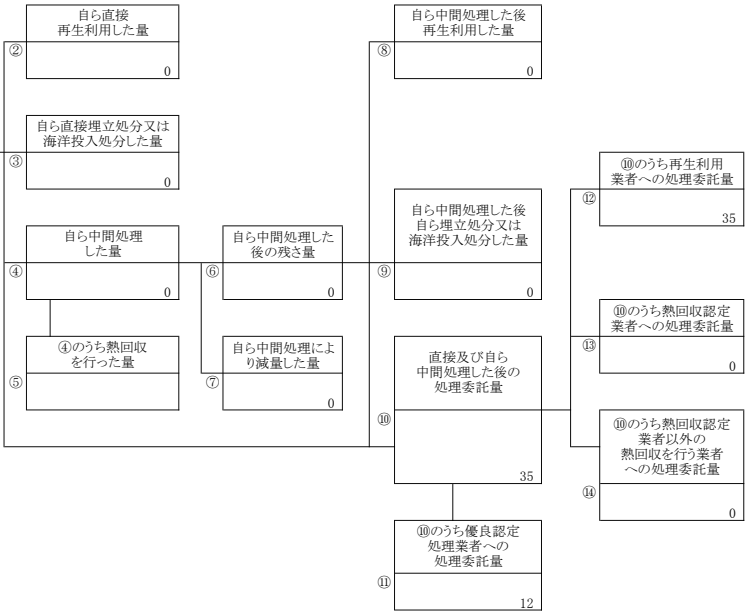 自ら直接
再生利用した量
②
0
自ら直接埋立処分又は
海洋投入処分した量
③
0
自ら中間処理
した量
④
0
④のうち熱回収
を行った量
⑤
自ら中間処理した
後の残さ量
⑥
0
自ら中間処理によ
り減量した量
⑦
0
自ら中間処理した後
再生利用した量
⑧
0
自ら中間処理した後
自ら埋立処分又は
海洋投入処分した量
⑨
0
直接及び自ら
中間処理した後の
処理委託量
⑩
35
⑩のうち優良認定
処理業者への
処理委託量
⑪
12
⑩のうち再生利用
業者への処理委託量
⑫
35
⑩のうち熱回収認定
業者への処理委託量
⑬
0
⑩のうち熱回収認定
業者以外の
熱回収を行う業者
への処理委託量
⑭
0